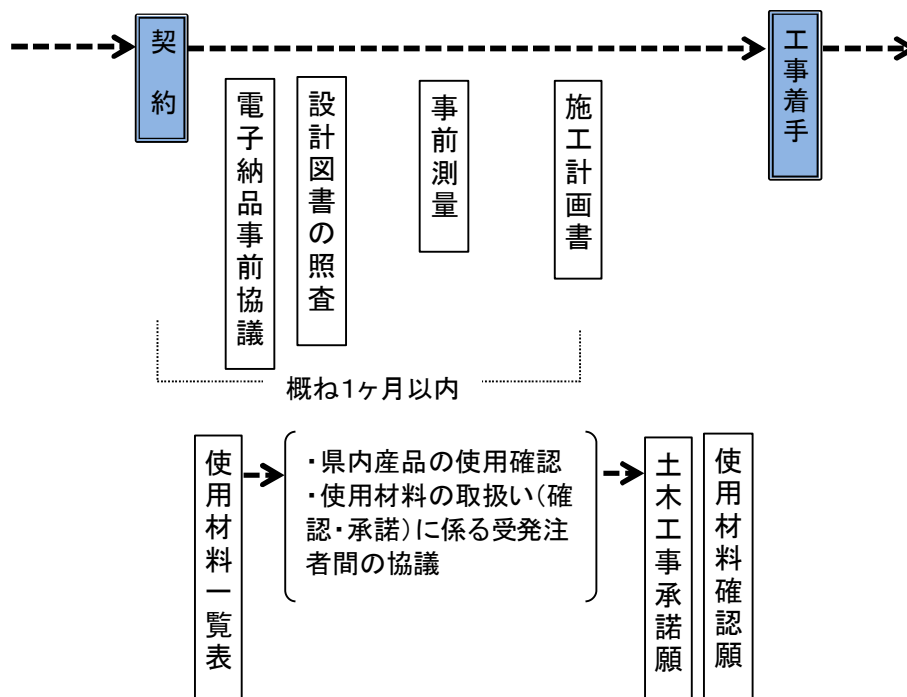 契約
電子納品事前協議
設計図書の照査
事前測量
施工計画書
工事着手
概ね1ヶ月以内
使用材料一覧表
・県内産品の使用確認
・使用材料の取扱い(確
認・承諾)に係る受発注
者間の協議
土木工事承諾願
使用材料確認願